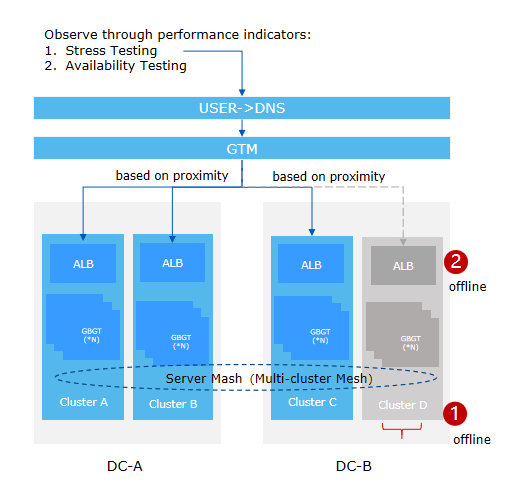 Observe through performance indicators:
1. Stress Testing
2. Availability Testing
USER->DNS
GTM
based on proximity
based on proximity
ALB
ALB
ALB
ALB
2
offline
GBGT
(*N)
GBGT
(*N)
GBGT
(*N)
GBGT
(*N)
Server Mash (Multi-cluster Mesh)
Cluster A
Cluster B
Cluster C
Cluster D
1
offline
DC-A
DC-B